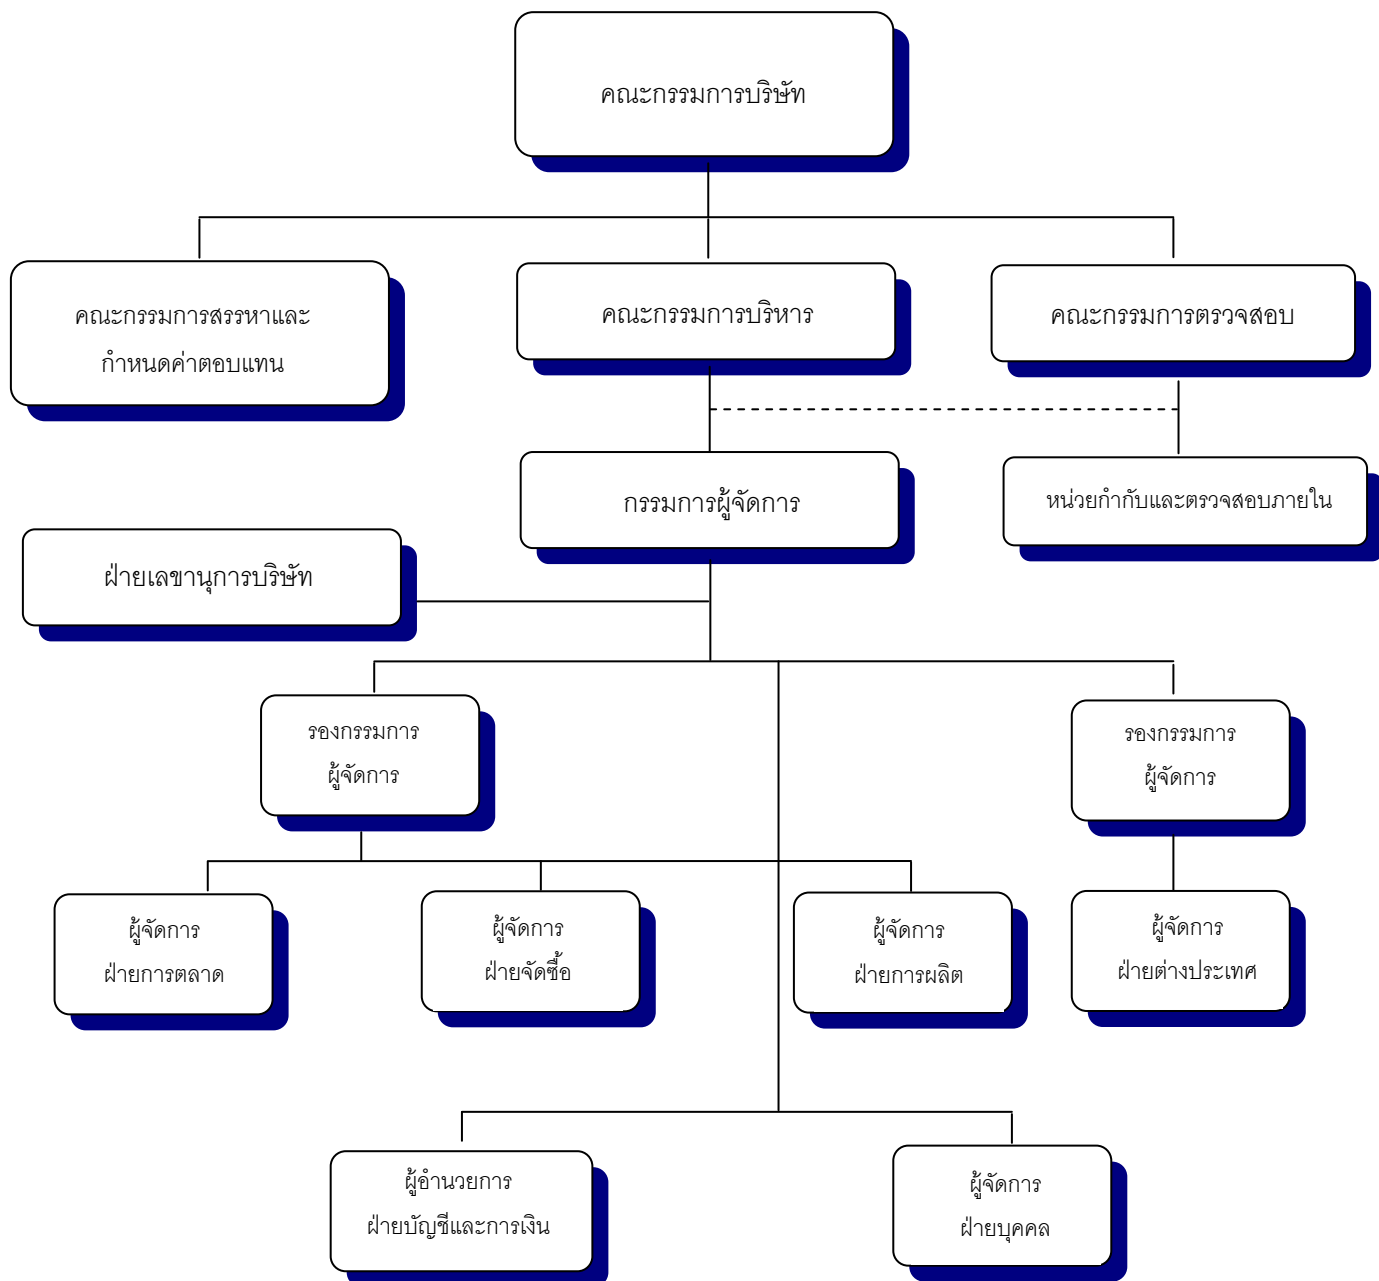 คณะกรรมการบริษัท
คณะกรรมการสรรหาและ
กำหนดค่าตอบแทน
คณะกรรมการบริหาร
คณะกรรมการตรวจสอบ
กรรมการผู้จัดการ
หน่วยกำกับและตรวจสอบภายใน
ฝ่ายเลขานุการบริษัท
รองกรรมการ
ผู้จัดการ
รองกรรมการ
ผู้จัดการ
ผู้จัดการ
ฝ่ายการตลาด
ผู้จัดการ
ฝ่ายจัดซื้อ
ผู้จัดการ
ฝ่ายการผลิต
ผู้จัดการ
ฝ่ายต่างประเทศ
ผู้อำนวยการ
ฝ่ายบัญชีและการเงิน
ผู้จัดการ
ฝ่ายบุคคล